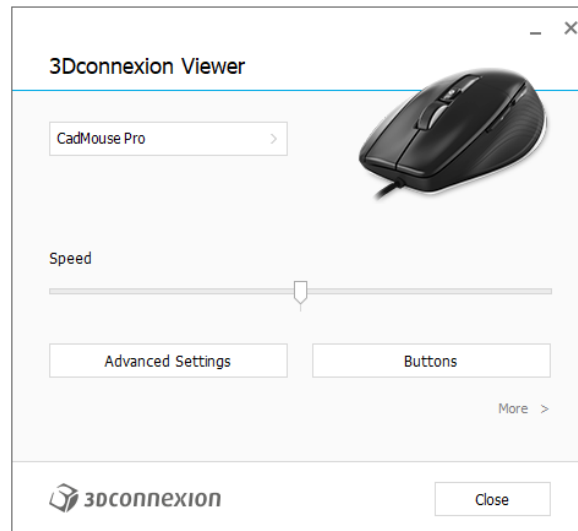 3Dconnexion Viewer
CadMouse Pro >
Speed
Advanced Settings
Buttons
More >
3Dconnexion
Close